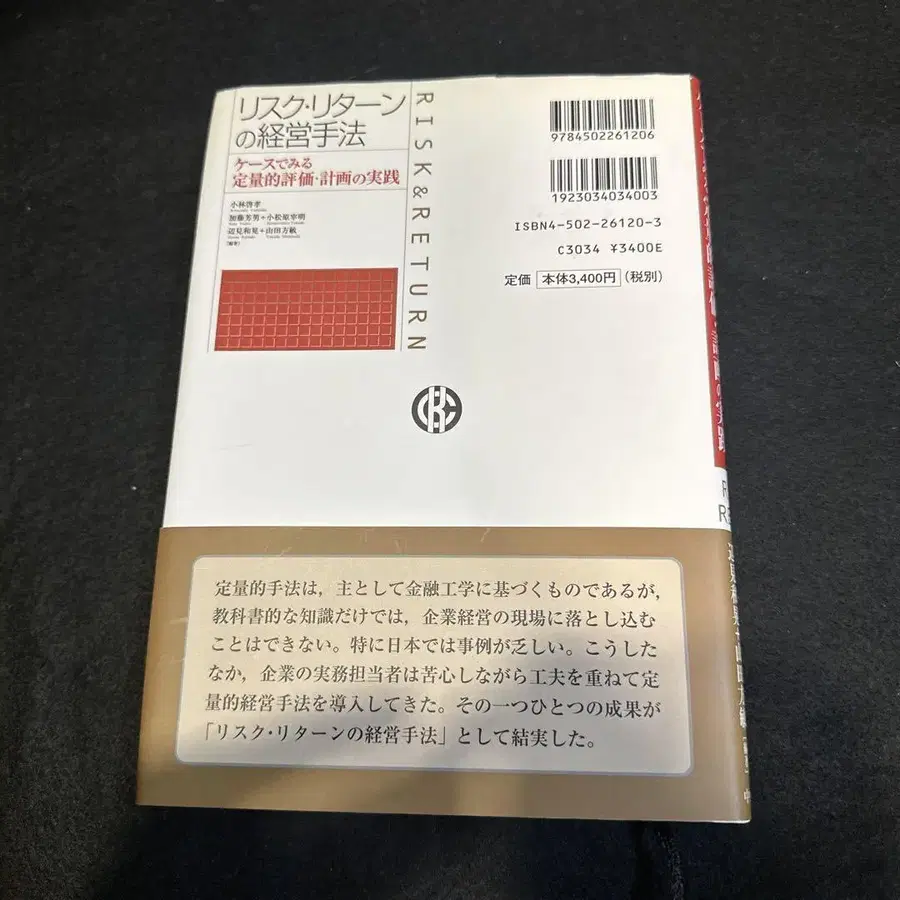 リスク・リターン
の経営手法
ケースでみる
定量的評価・計画の実践
小林啓孝
加藤芳男+小松原宰明
辺見和晃+山田方敏
[編著]
RISK&RETURN
9784502261206
1923034034003
ISBN4-502-26120-3
C3034 ¥3400E
定価 本体3,400円 (税別)
定量的手法は，主として金融工学に基づくものであるが，
教科書的な知識だけでは，企業経営の現場に落とし込む
ことはできない。特に日本では事例が乏しい。こうした
なか，企業の実務担当者は苦心しながら工夫を重ねて定
量的経営手法を導入してきた。その一つひとつの成果が
「リスク・リターンの経営手法」として結実した。